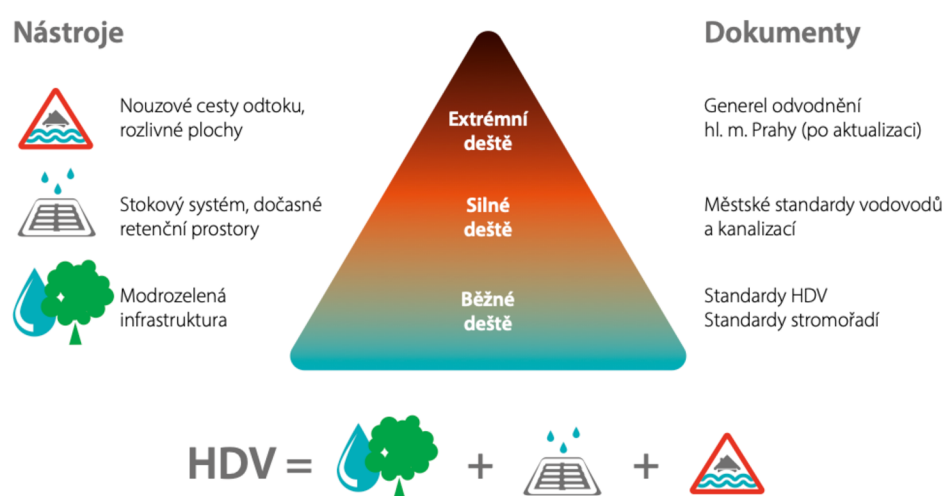 Nástroje
Dokumenty
Nouzové cesty odtoku,
rozlivné plochy
Extrémní
deště
Generel odvodnění
hl. m. Prahy (po aktualizaci)
Stokový systém, dočasné
retenční prostory
Silné
deště
Městské standardy vodovodů
a kanalizací
Modrozelená
infrastruktura
Běžné
deště
Standardy HDV
Standardy stromořadí
HDV = + +